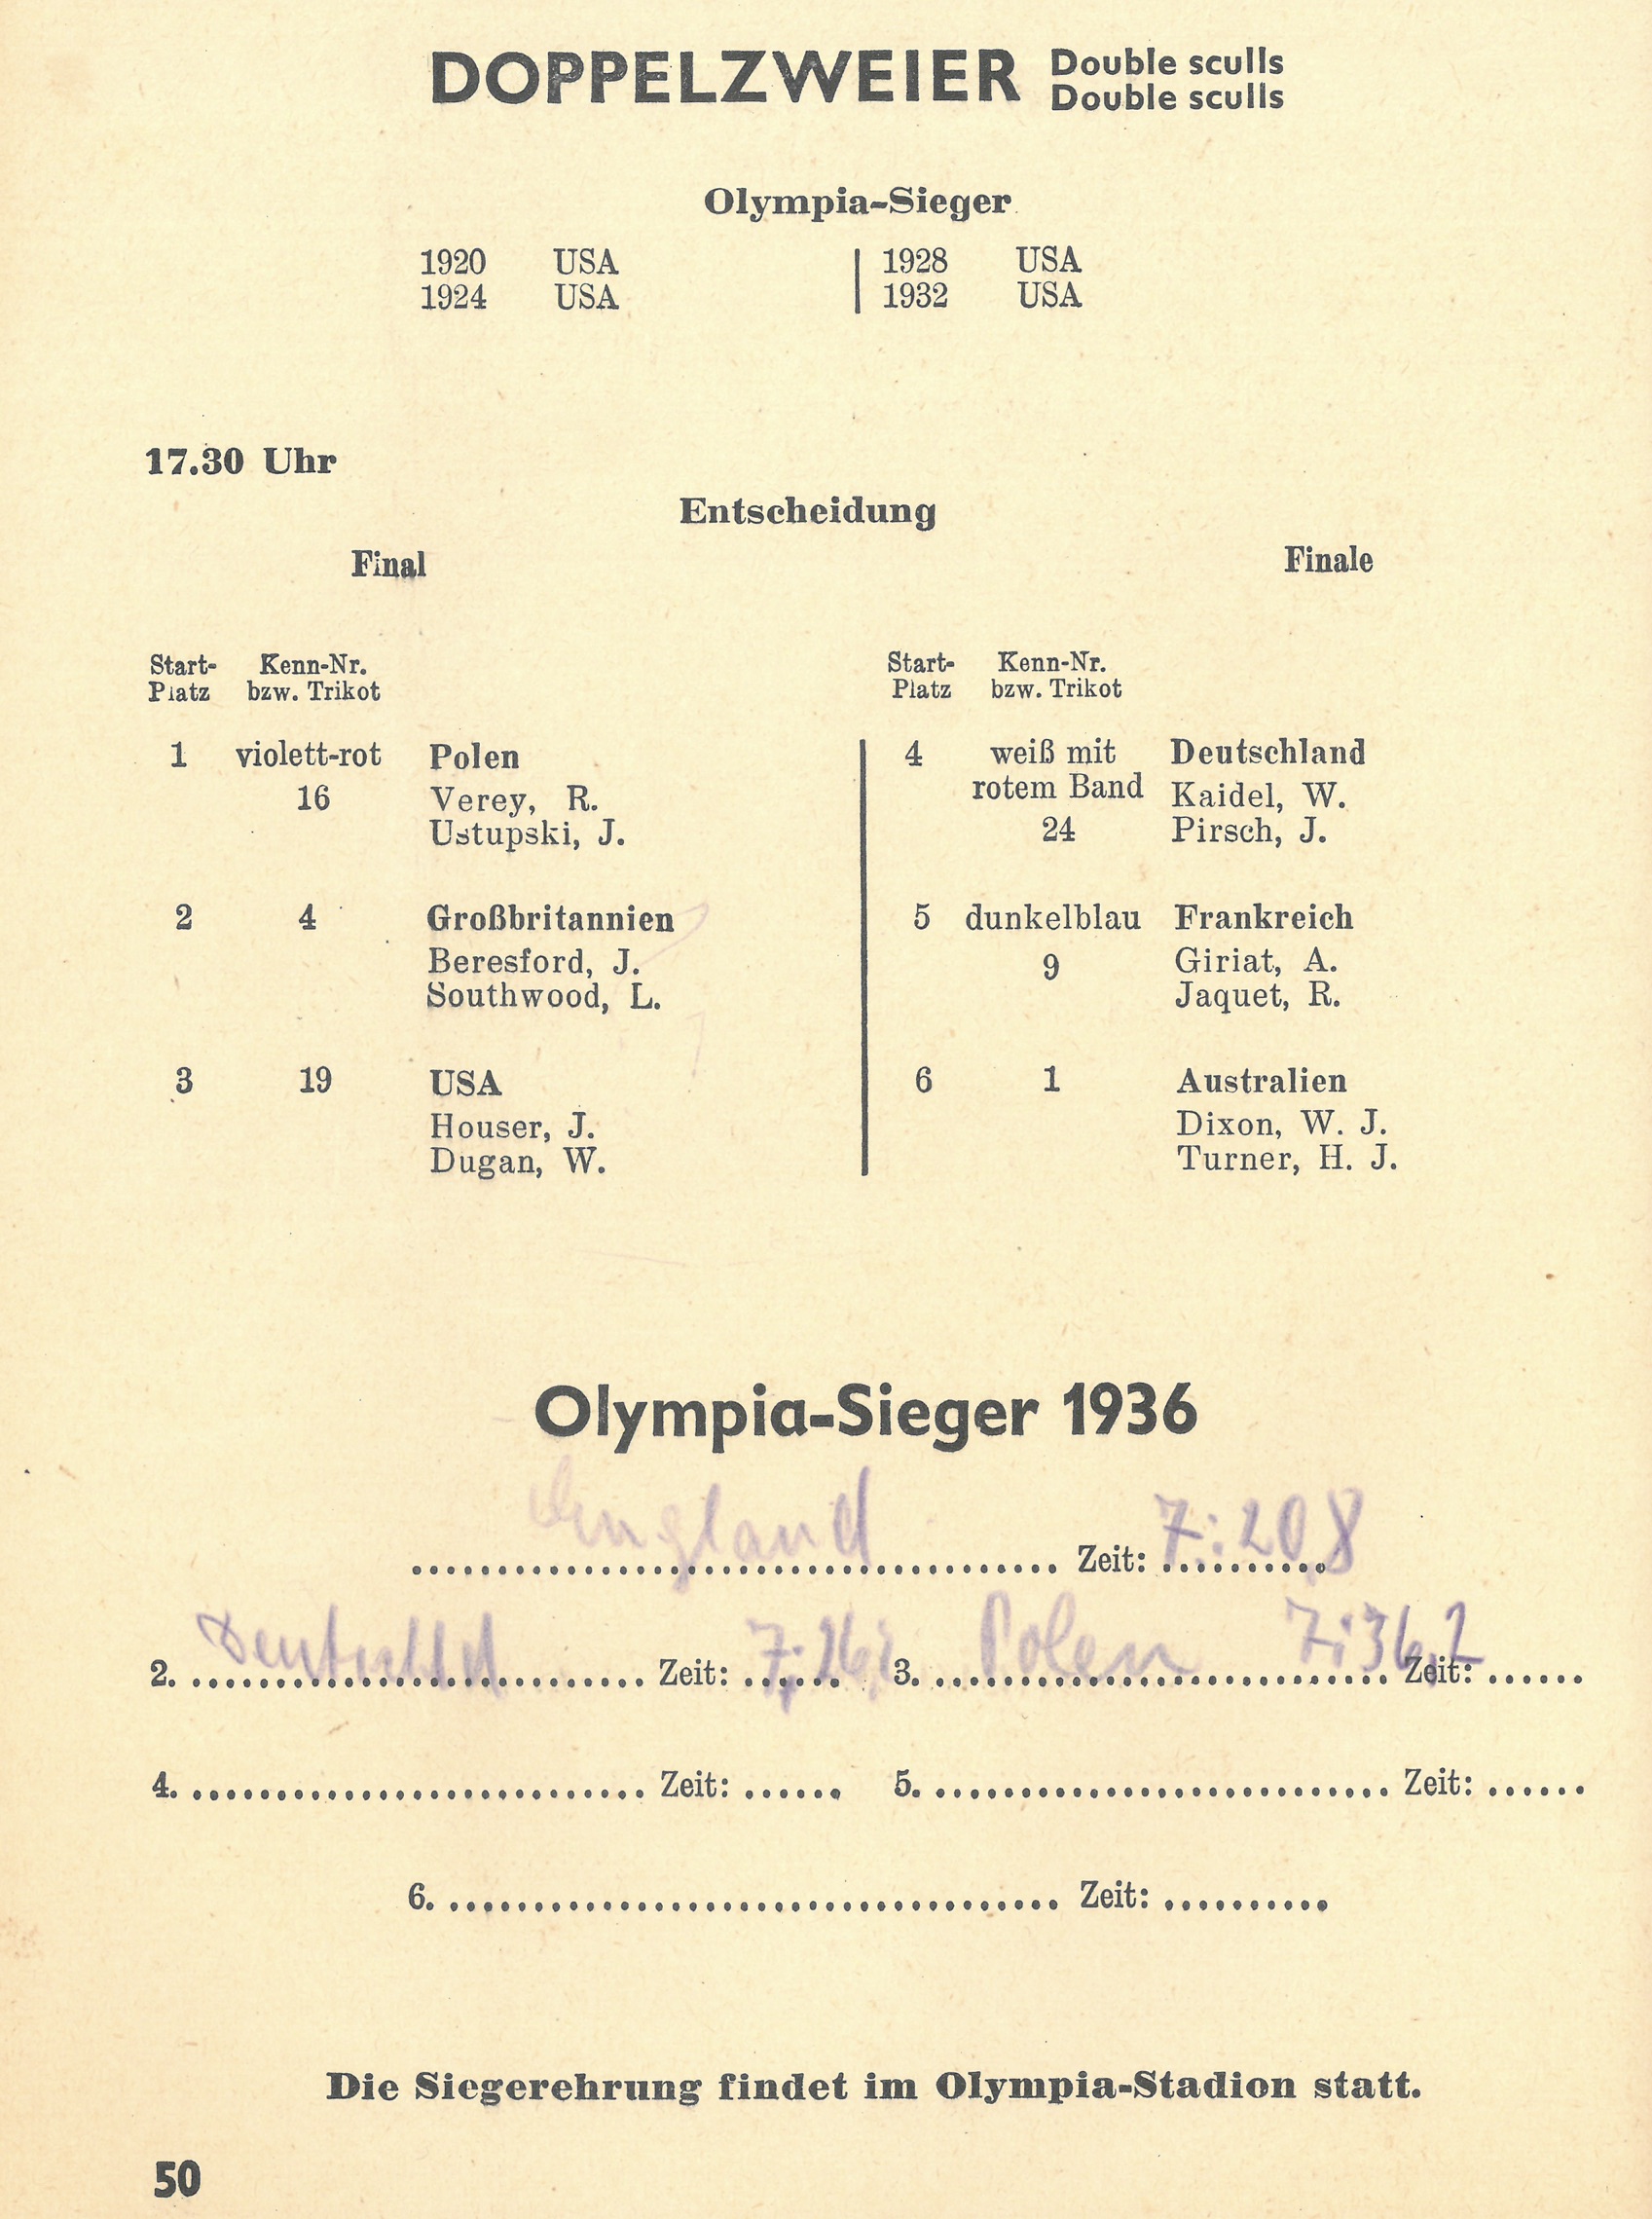 DOPPELZWEIER Double sculls
Double sculls
Olympia-Sieger
1920 USA 1928 USA
1924 USA 1932 USA
17.30 Uhr
Entscheidung
Final Finale
Start- Kenn-Nr.
Platz bzw. Trikot
1 violett-rot Polen
16 Verey, R.
Ustupski, J.
2 4 Großbritannien
Beresford, J.
Southwood, L.
3 19 USA
Houser, J.
Dugan, W.
Start- Kenn-Nr.
Platz bzw. Trikot
4 weiß mit Deutschland
rotem Band Kaidel, W.
24 Pirsch, J.
5 dunkelblau Frankreich
9 Giriat, A.
Jaquet, R.
6 1 Australien
Dixon, W. J.
Turner, H. J.
Olympia-Sieger 1936
England Zeit: 7:20,8
2. Deutschld Zeit: 3. Polen 7:36,2 Zeit: ......
4. .......................... Zeit: ...... 5. .......................... Zeit: ......
6. ................................... Zeit: ..........
Die Siegerehrung findet im Olympia-Stadion statt.
50